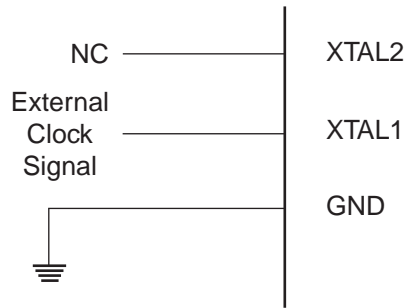 NC
XTAL2
External
Clock
Signal
XTAL1
GND